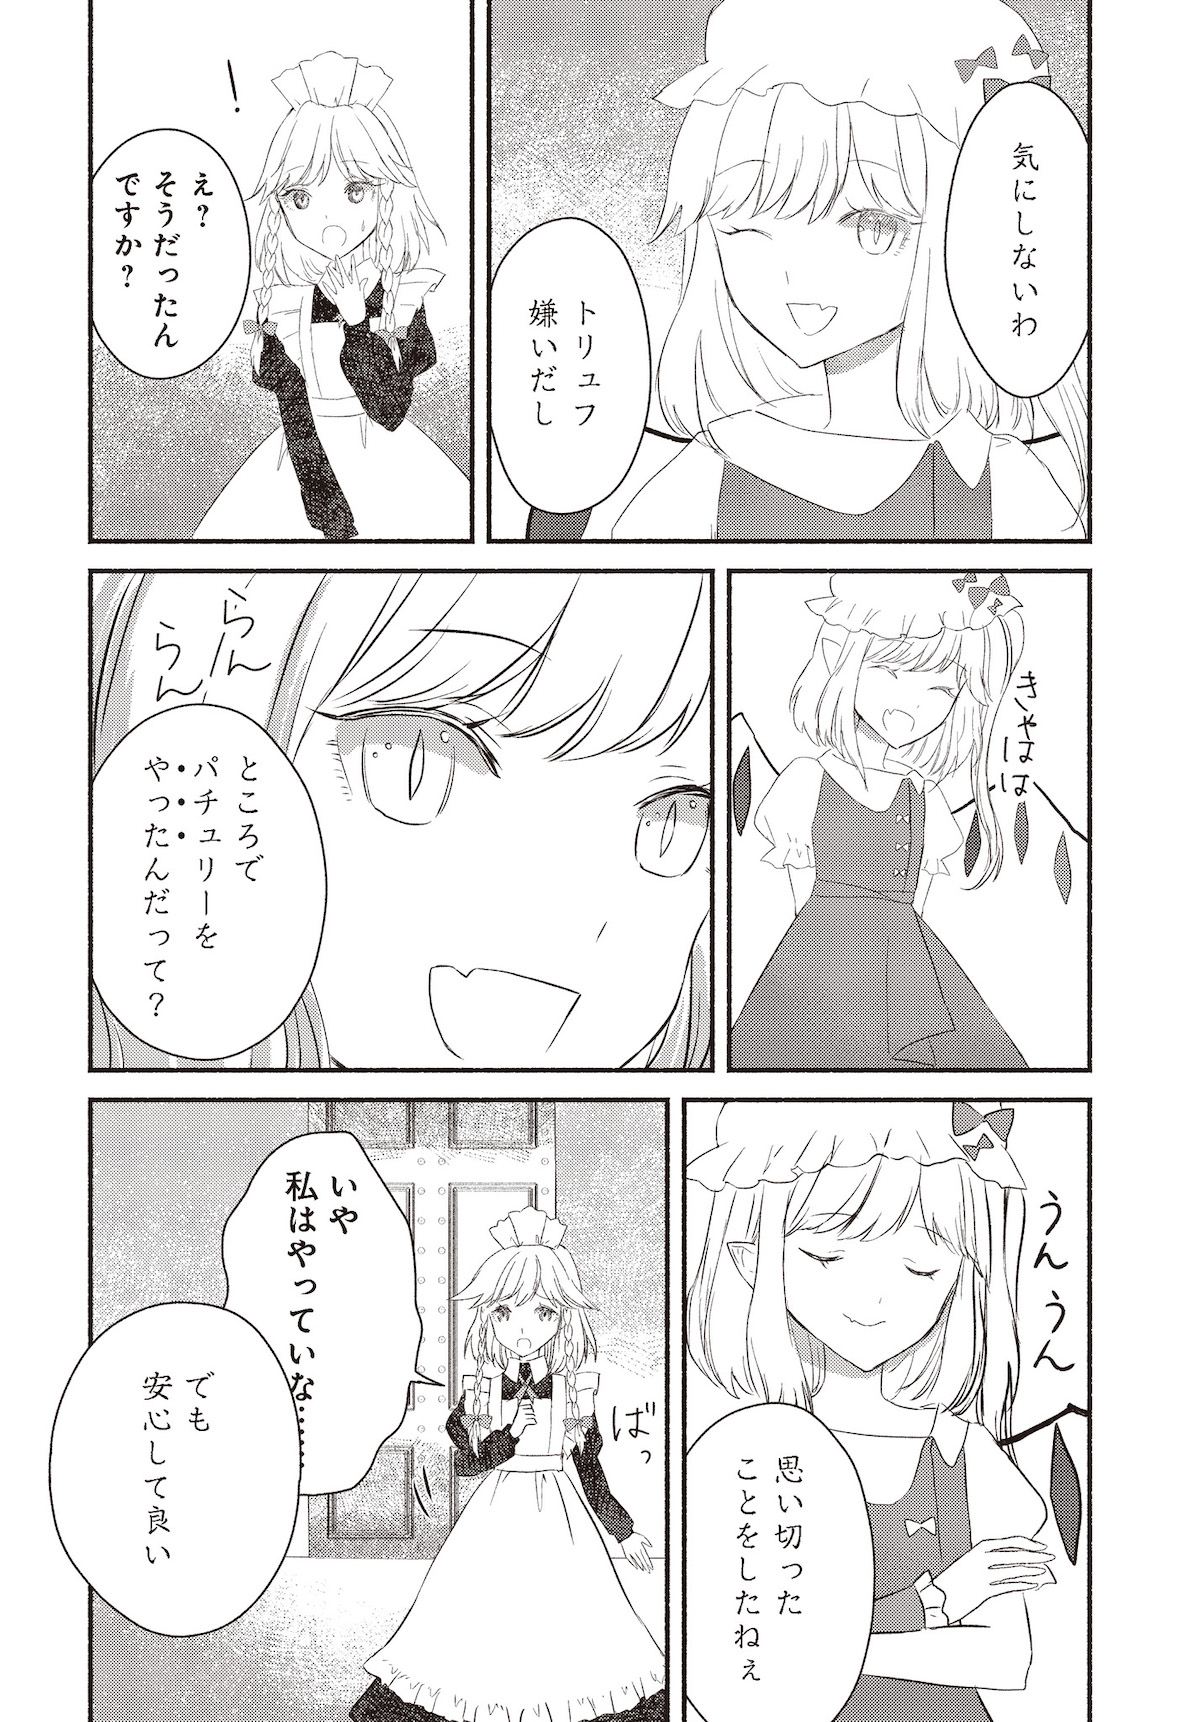 気にしないわ
トリュフ
嫌いだし
！
え？
そうだったん
ですか？
きゃはは
らんらん
ところで
パチュリーを
やったんだって？
うんうん
思い切った
ことをしたねぇ
いや
私はやっていな……
ばっ
でも
安心して良い